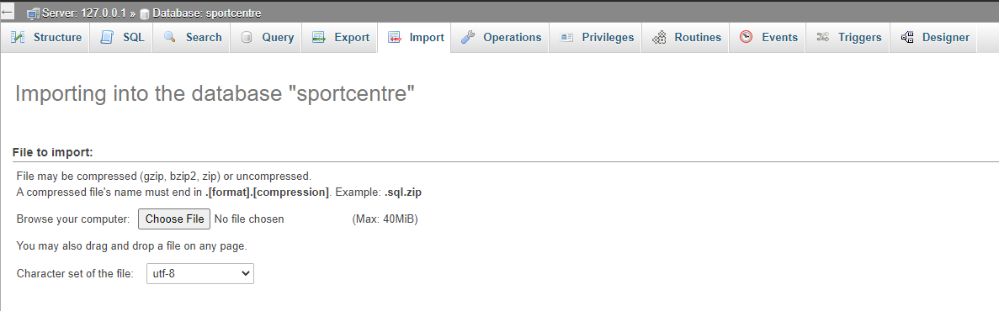 ← Server: 127.0.0.1 » Database: sportcentre
Structure SQL Search Query Export Import Operations Privileges Routines Events Triggers Designer
Importing into the database "sportcentre"
File to import:
File may be compressed (gzip, bzip2, zip) or uncompressed.
A compressed file's name must end in .[format].[compression]. Example: .sql.zip
Browse your computer: Choose File No file chosen (Max: 40MiB)
You may also drag and drop a file on any page.
Character set of the file: utf-8